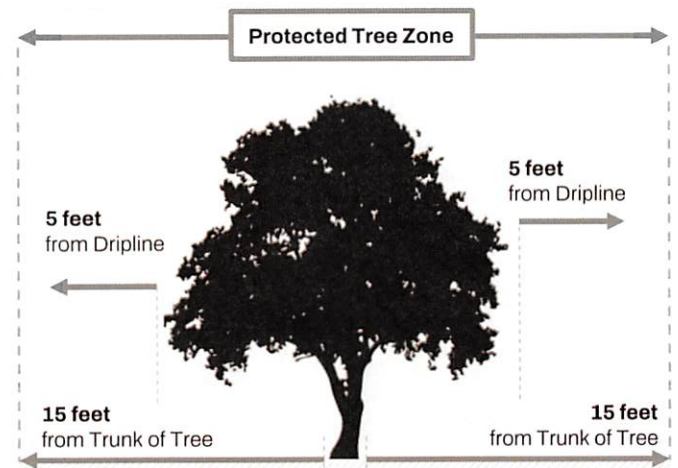 Protected Tree Zone
5 feet
from Dripline
5 feet
from Dripline
15 feet
from Trunk of Tree
15 feet
from Trunk of Tree